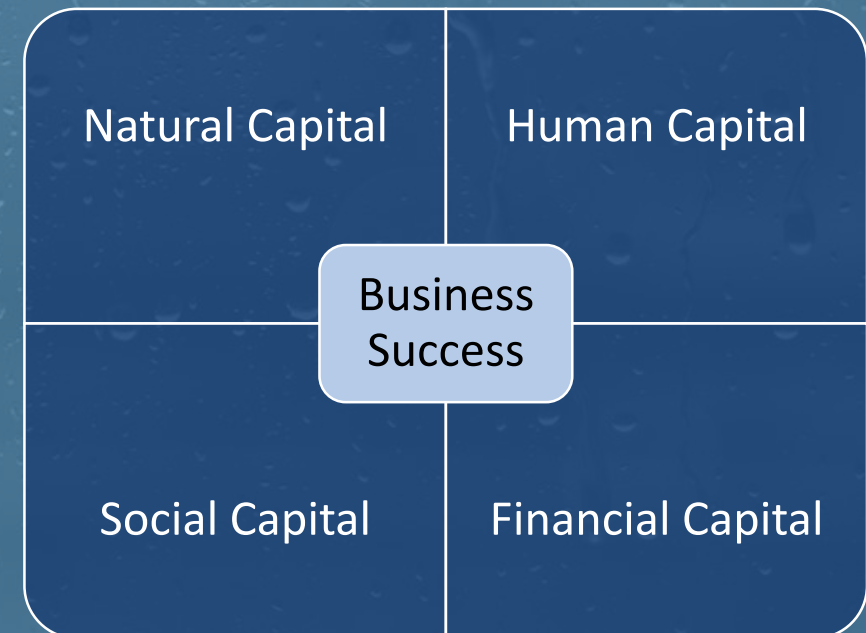 Natural Capital
Human Capital
Business
Success
Social Capital
Financial Capital